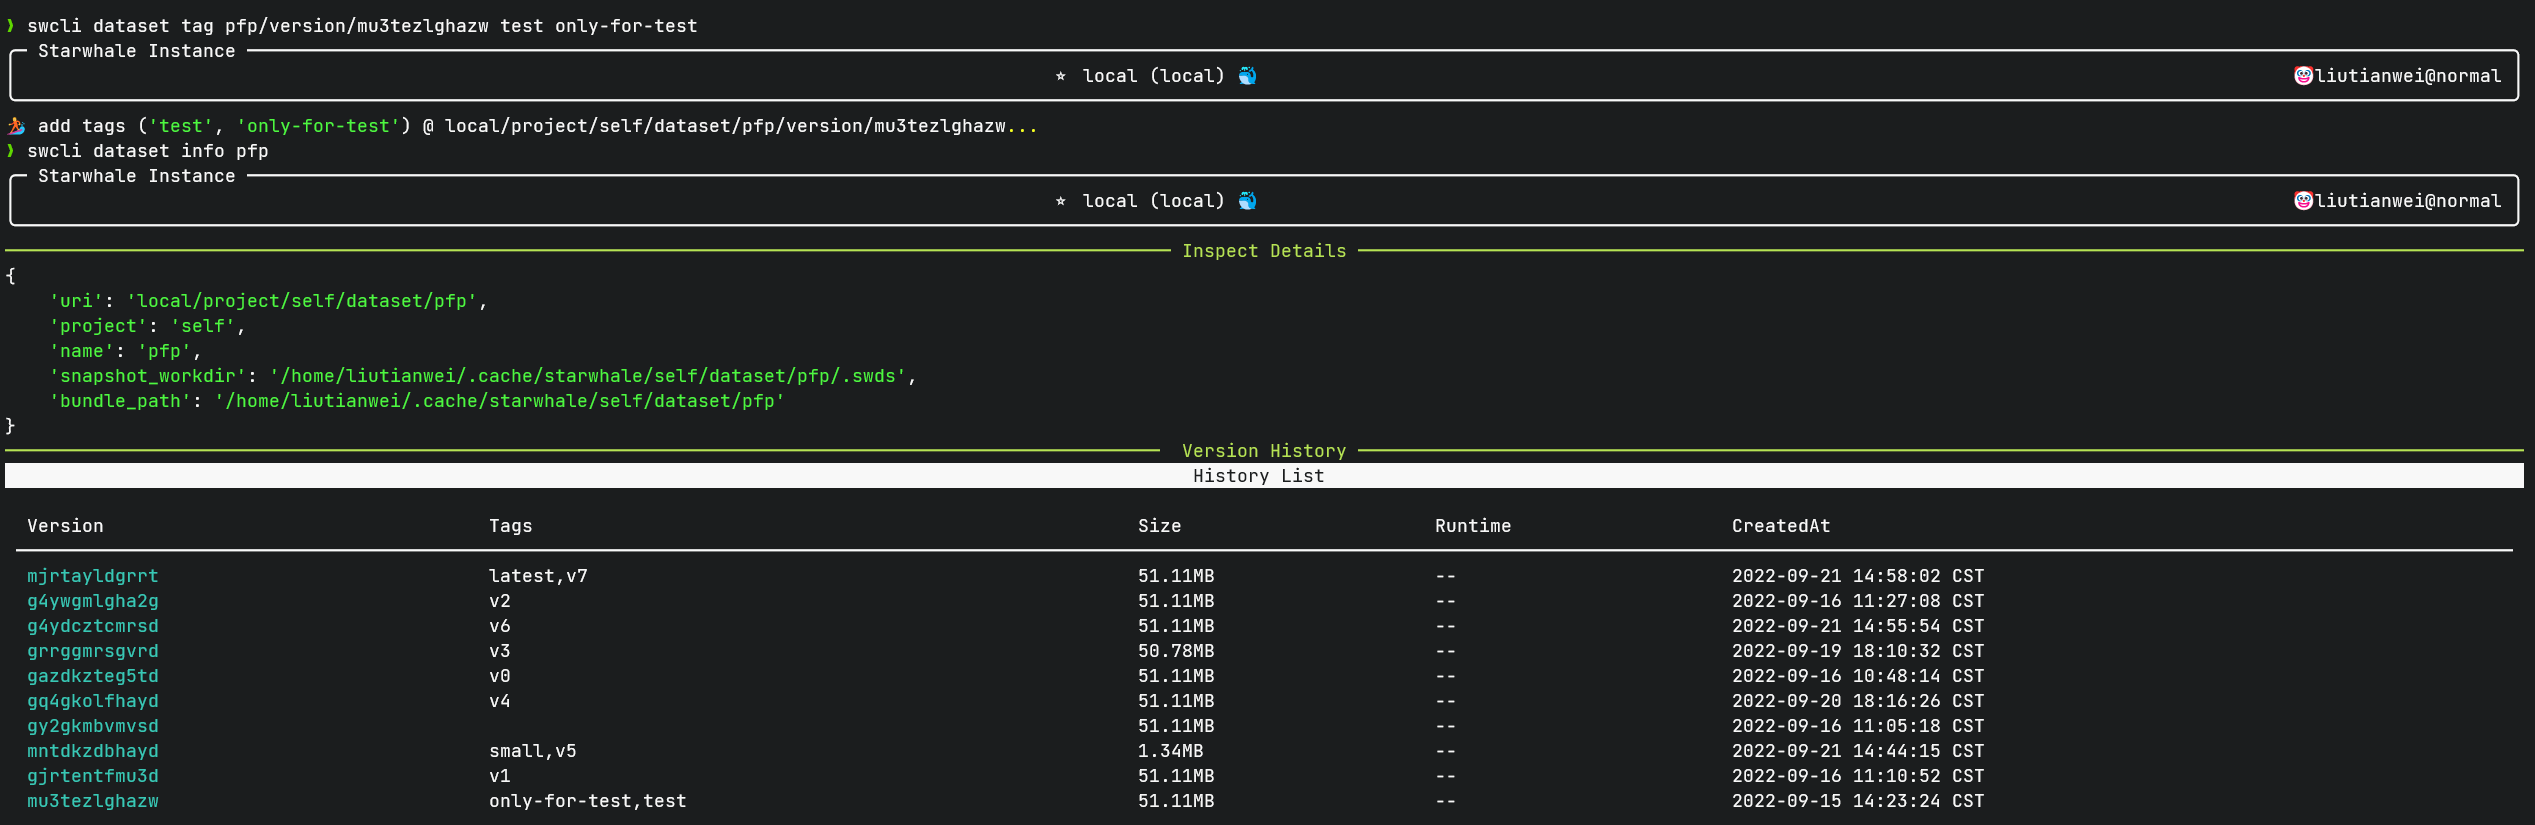 ❱ swcli dataset tag pfp/version/mu3tezlghazw test only-for-test
Starwhale Instance
⭐ local (local) 🐳 🤡liutianwei@normal
🏄 add tags ('test', 'only-for-test') @ local/project/self/dataset/pfp/version/mu3tezlghazw...
❱ swcli dataset info pfp
Starwhale Instance
⭐ local (local) 🐳 🤡liutianwei@normal
Inspect Details
{
    'uri': 'local/project/self/dataset/pfp',
    'project': 'self',
    'name': 'pfp',
    'snapshot_workdir': '/home/liutianwei/.cache/starwhale/self/dataset/pfp/.swds',
    'bundle_path': '/home/liutianwei/.cache/starwhale/self/dataset/pfp'
}
Version History
History List
Version Tags Size Runtime CreatedAt
mjrtayldgrrt latest,v7 51.11MB -- 2022-09-21 14:58:02 CST
g4ywgmlgha2g v2 51.11MB -- 2022-09-16 11:27:08 CST
g4ydcztcmrsd v6 51.11MB -- 2022-09-21 14:55:54 CST
grrggmrsgvrd v3 50.78MB -- 2022-09-19 18:10:32 CST
gazdkzteg5td v0 51.11MB -- 2022-09-16 10:48:14 CST
gq4gkolfhayd v4 51.11MB -- 2022-09-20 18:16:26 CST
gy2gkmbvmvsd 51.11MB -- 2022-09-16 11:05:18 CST
mntdkzdbhayd small,v5 1.34MB -- 2022-09-21 14:44:15 CST
gjrtentfmu3d v1 51.11MB -- 2022-09-16 11:10:52 CST
mu3tezlghazw only-for-test,test 51.11MB -- 2022-09-15 14:23:24 CST